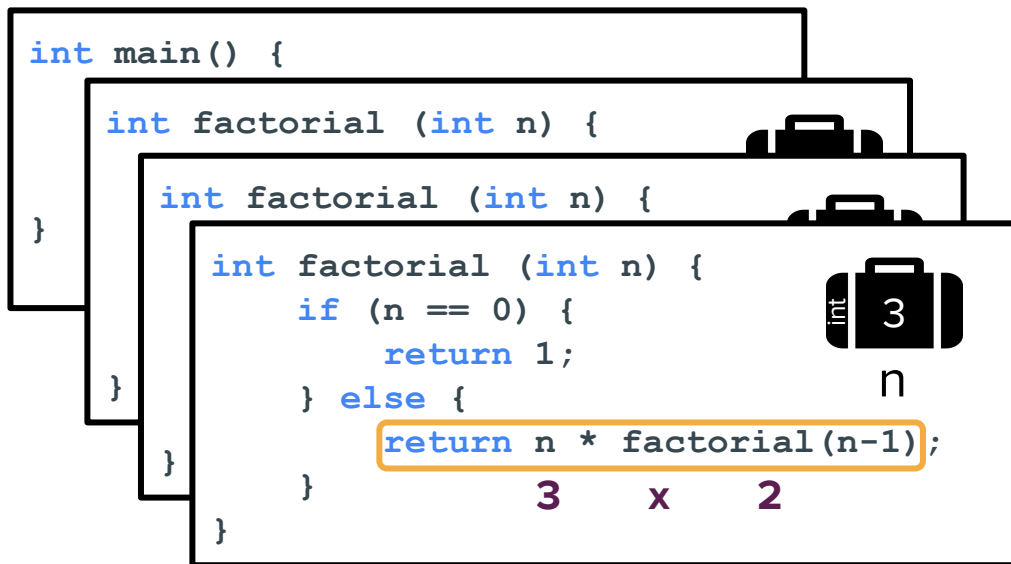 int main() {
}
int factorial (int n) {
}
int factorial (int n) {
}
int factorial (int n) {
if (n == 0) {
return 1;
} else {
return n * factorial(n-1);
}
3 x 2
}
int 3
n